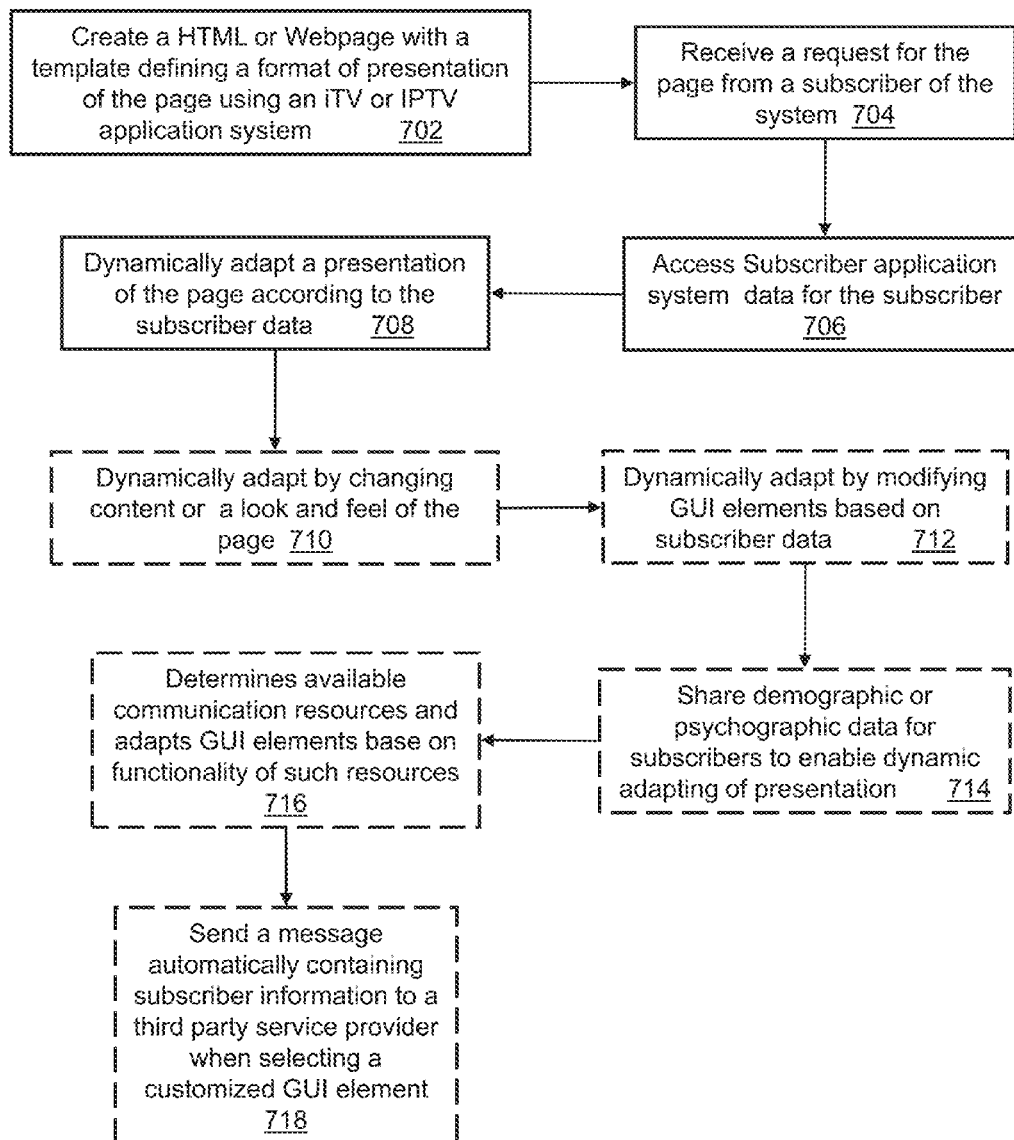 Create a HTML or Webpage with a
template defining a format of presentation
of the page using an iTV or IPTV
application system 702
Receive a request for the
page from a subscriber of the
system 704
Access Subscriber application
system data for the subscriber
706
Dynamically adapt a presentation
of the page according to the
subscriber data 708
Dynamically adapt by changing
content or a look and feel of the
page 710
Dynamically adapt by modifying
GUI elements based on
subscriber data 712
Share demographic or
psychographic data for
subscribers to enable dynamic
adapting of presentation 714
Determines available
communication resources and
adapts GUI elements base on
functionality of such resources
716
Send a message
automatically containing
subscriber information to a
third party service provider
when selecting a
customized GUI element
718